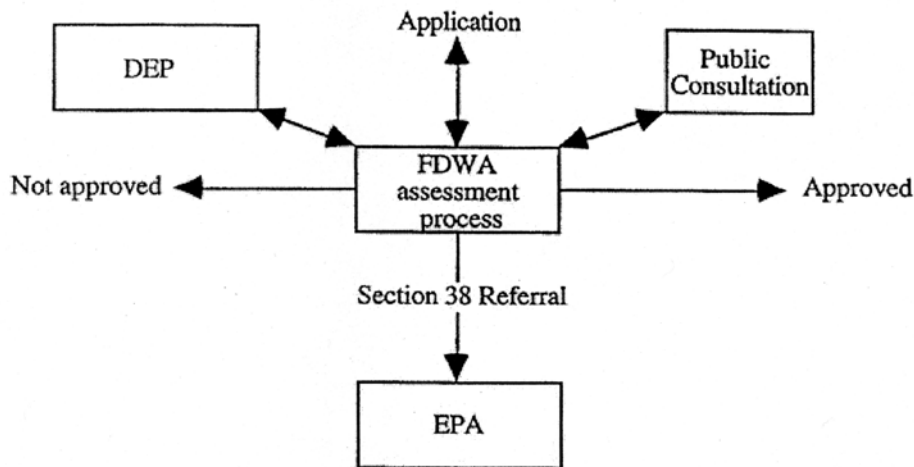 Application
DEP
Public
Consultation
FDWA
assessment
process
Not approved
Approved
Section 38 Referral
EPA